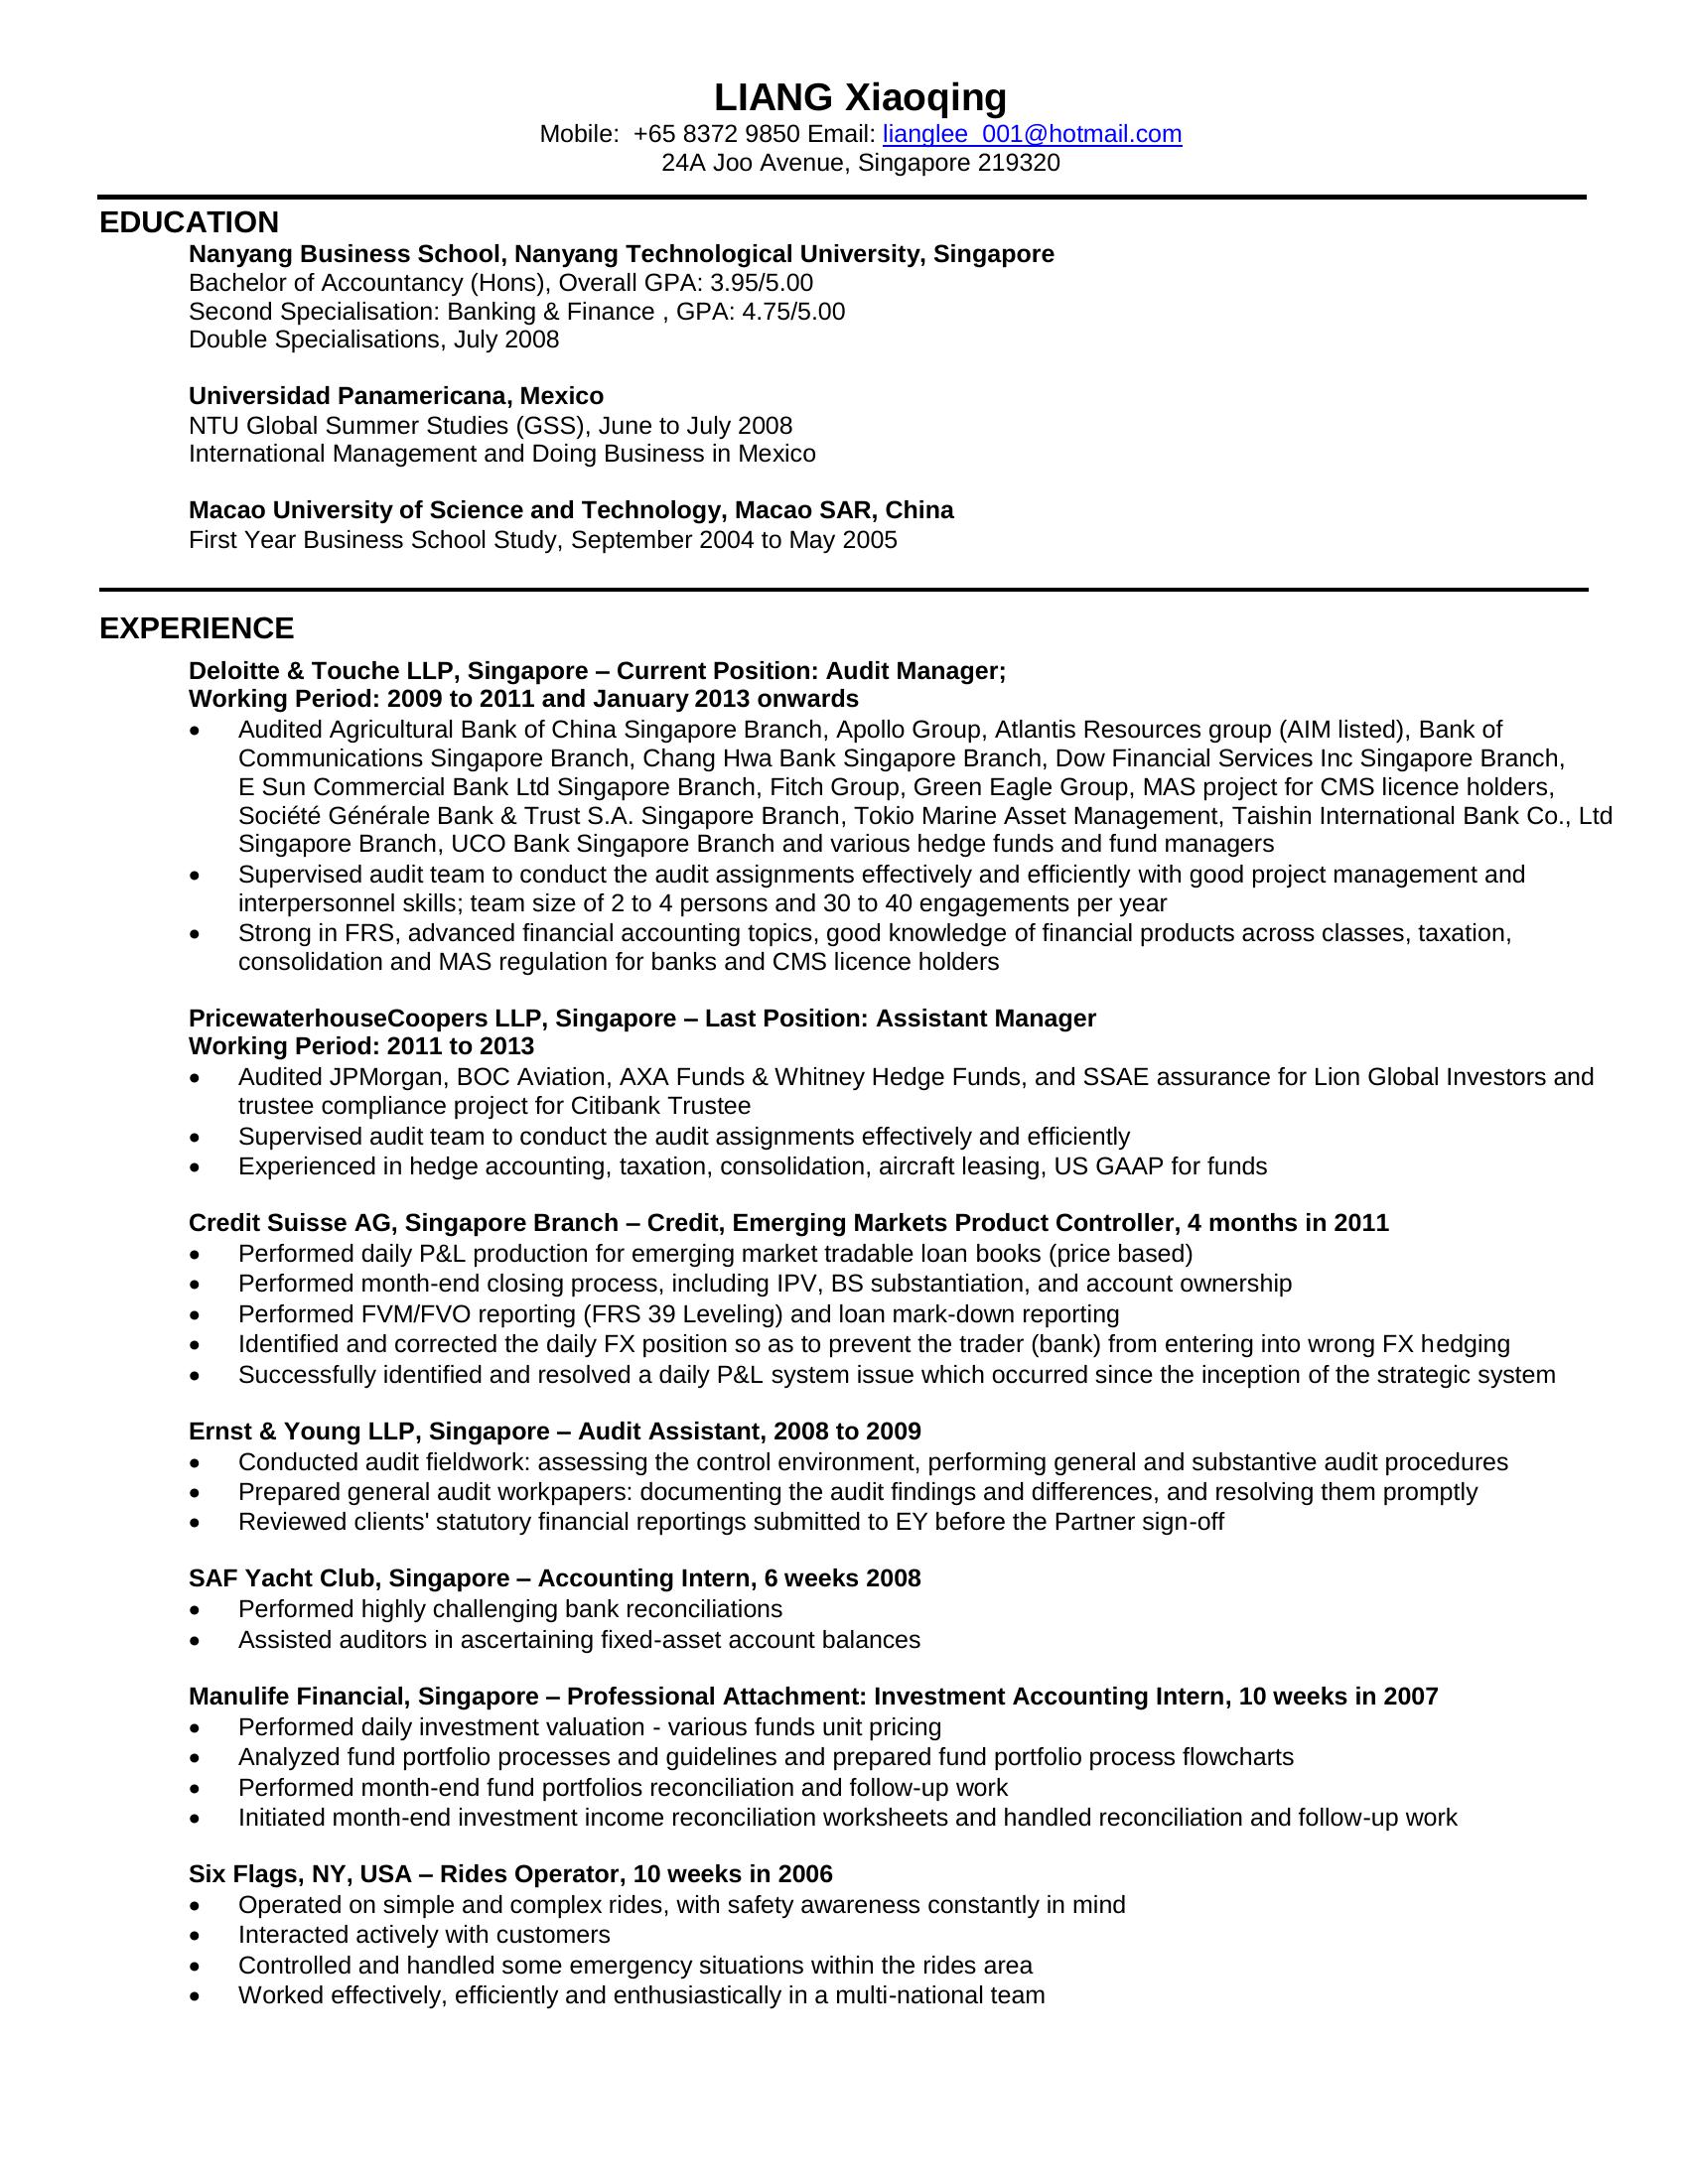 LIANG Xiaoqing
Mobile:  +65 8372 9850 Email: lianglee_001@hotmail.com
24A Joo Avenue, Singapore 219320
EDUCATION
Nanyang Business School, Nanyang Technological University, Singapore
Bachelor of Accountancy (Hons), Overall GPA: 3.95/5.00
Second Specialisation: Banking & Finance , GPA: 4.75/5.00
Double Specialisations, July 2008
Universidad Panamericana, Mexico
NTU Global Summer Studies (GSS), June to July 2008
International Management and Doing Business in Mexico
Macao University of Science and Technology, Macao SAR, China
First Year Business School Study, September 2004 to May 2005
EXPERIENCE
Deloitte & Touche LLP, Singapore – Current Position: Audit Manager;
Working Period: 2009 to 2011 and January 2013 onwards
• Audited Agricultural Bank of China Singapore Branch, Apollo Group, Atlantis Resources group (AIM listed), Bank of
Communications Singapore Branch, Chang Hwa Bank Singapore Branch, Dow Financial Services Inc Singapore Branch,
E Sun Commercial Bank Ltd Singapore Branch, Fitch Group, Green Eagle Group, MAS project for CMS licence holders,
Société Générale Bank & Trust S.A. Singapore Branch, Tokio Marine Asset Management, Taishin International Bank Co., Ltd
Singapore Branch, UCO Bank Singapore Branch and various hedge funds and fund managers
• Supervised audit team to conduct the audit assignments effectively and efficiently with good project management and
interpersonnel skills; team size of 2 to 4 persons and 30 to 40 engagements per year
• Strong in FRS, advanced financial accounting topics, good knowledge of financial products across classes, taxation,
consolidation and MAS regulation for banks and CMS licence holders
PricewaterhouseCoopers LLP, Singapore – Last Position: Assistant Manager
Working Period: 2011 to 2013
• Audited JPMorgan, BOC Aviation, AXA Funds & Whitney Hedge Funds, and SSAE assurance for Lion Global Investors and
trustee compliance project for Citibank Trustee
• Supervised audit team to conduct the audit assignments effectively and efficiently
• Experienced in hedge accounting, taxation, consolidation, aircraft leasing, US GAAP for funds
Credit Suisse AG, Singapore Branch – Credit, Emerging Markets Product Controller, 4 months in 2011
• Performed daily P&L production for emerging market tradable loan books (price based)
• Performed month-end closing process, including IPV, BS substantiation, and account ownership
• Performed FVM/FVO reporting (FRS 39 Leveling) and loan mark-down reporting
• Identified and corrected the daily FX position so as to prevent the trader (bank) from entering into wrong FX hedging
• Successfully identified and resolved a daily P&L system issue which occurred since the inception of the strategic system
Ernst & Young LLP, Singapore – Audit Assistant, 2008 to 2009
• Conducted audit fieldwork: assessing the control environment, performing general and substantive audit procedures
• Prepared general audit workpapers: documenting the audit findings and differences, and resolving them promptly
• Reviewed clients' statutory financial reportings submitted to EY before the Partner sign-off
SAF Yacht Club, Singapore – Accounting Intern, 6 weeks 2008
• Performed highly challenging bank reconciliations
• Assisted auditors in ascertaining fixed-asset account balances
Manulife Financial, Singapore – Professional Attachment: Investment Accounting Intern, 10 weeks in 2007
• Performed daily investment valuation - various funds unit pricing
• Analyzed fund portfolio processes and guidelines and prepared fund portfolio process flowcharts
• Performed month-end fund portfolios reconciliation and follow-up work
• Initiated month-end investment income reconciliation worksheets and handled reconciliation and follow-up work
Six Flags, NY, USA – Rides Operator, 10 weeks in 2006
• Operated on simple and complex rides, with safety awareness constantly in mind
• Interacted actively with customers
• Controlled and handled some emergency situations within the rides area
• Worked effectively, efficiently and enthusiastically in a multi-national team